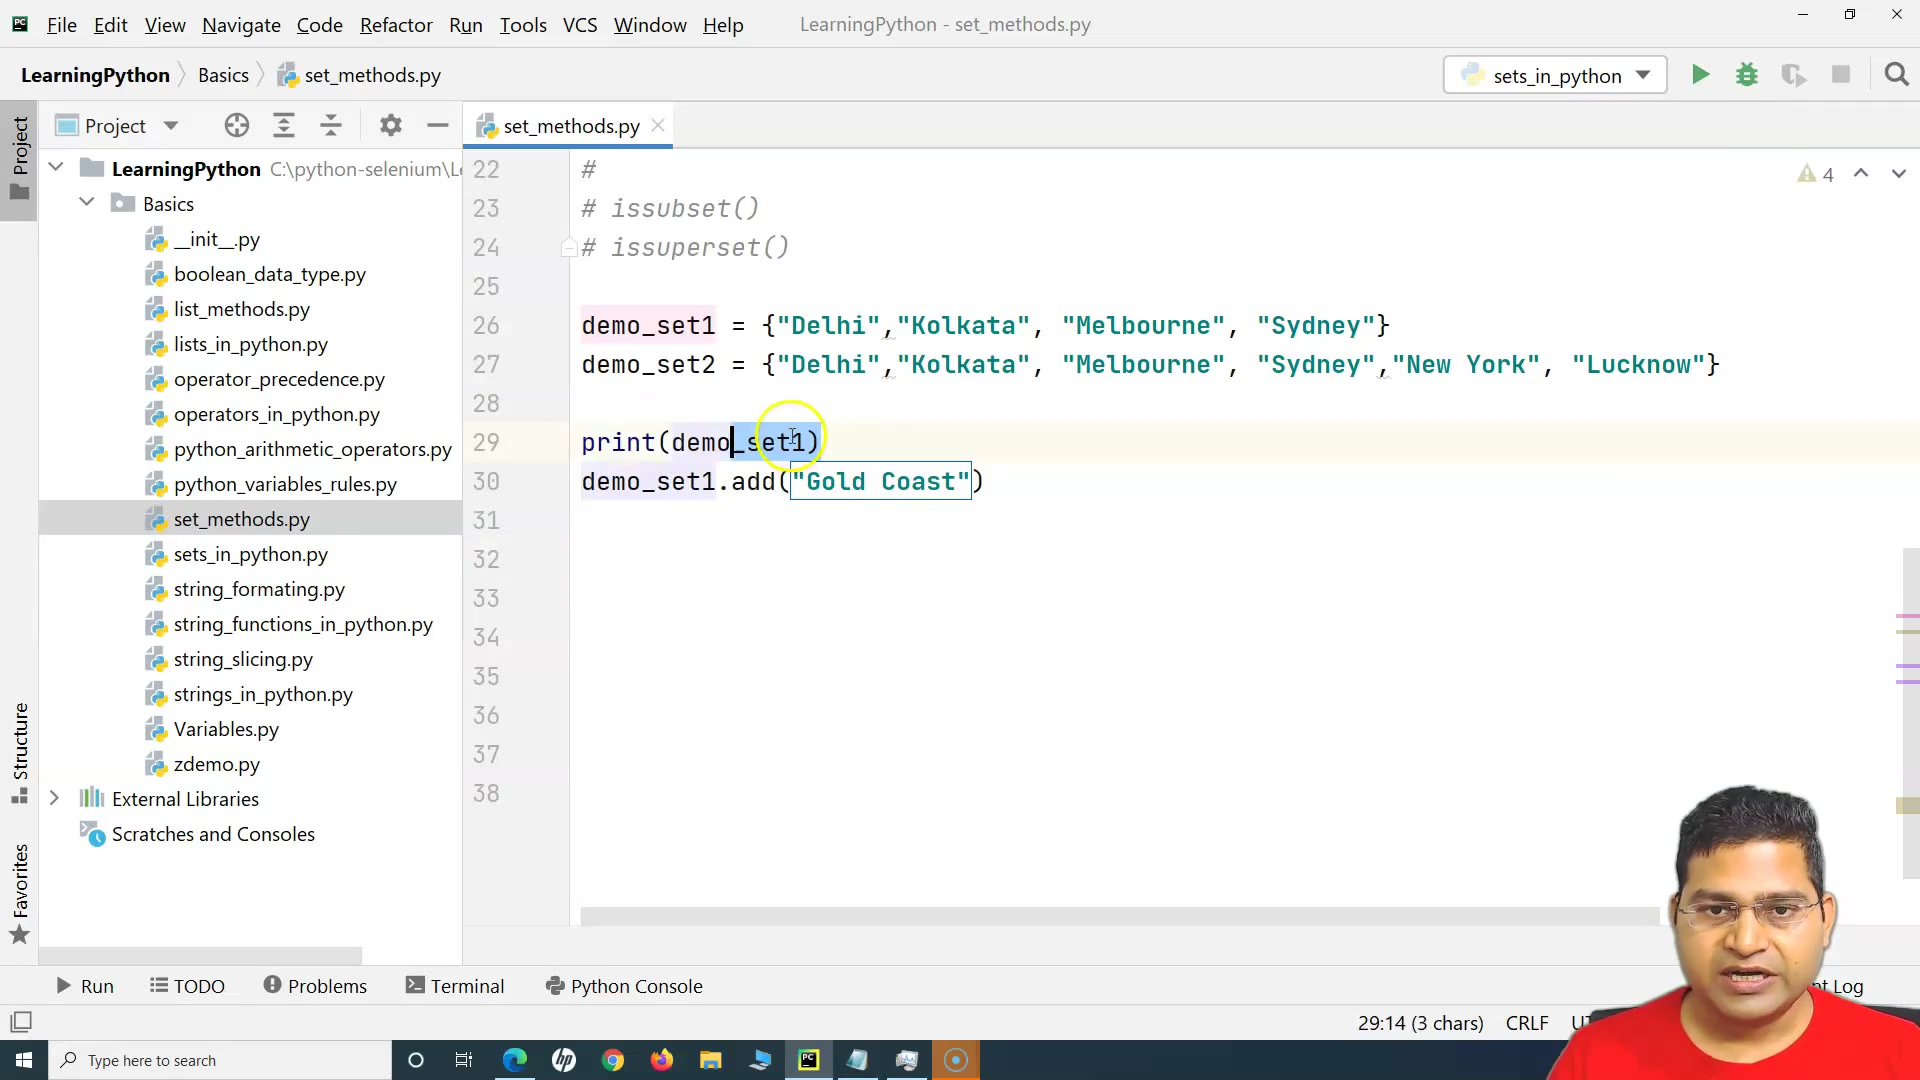 File Edit View Navigate Code Refactor Run Tools VCS Window Help LearningPython - set_methods.py
LearningPython Basics set_methods.py sets_in_python
Project
Project
set_methods.py
LearningPython C:\python-selenium\L
Basics
__init__.py
boolean_data_type.py
list_methods.py
lists_in_python.py
operator_precedence.py
operators_in_python.py
python_arithmetic_operators.py
python_variables_rules.py
set_methods.py
sets_in_python.py
string_formating.py
string_functions_in_python.py
string_slicing.py
strings_in_python.py
Variables.py
zdemo.py
External Libraries
Scratches and Consoles
Structure
Favorites
22 #
23 # issubset()
24 # issuperset()
25
26 demo_set1 = {"Delhi","Kolkata", "Melbourne", "Sydney"}
27 demo_set2 = {"Delhi","Kolkata", "Melbourne", "Sydney","New York", "Lucknow"}
28
29 print(demo_set1)
30 demo_set1.add("Gold Coast")
31
32
33
34
35
36
37
38
4
Run TODO Problems Terminal Python Console nt Log
29:14 (3 chars) CRLF
Type here to search
hp
PC